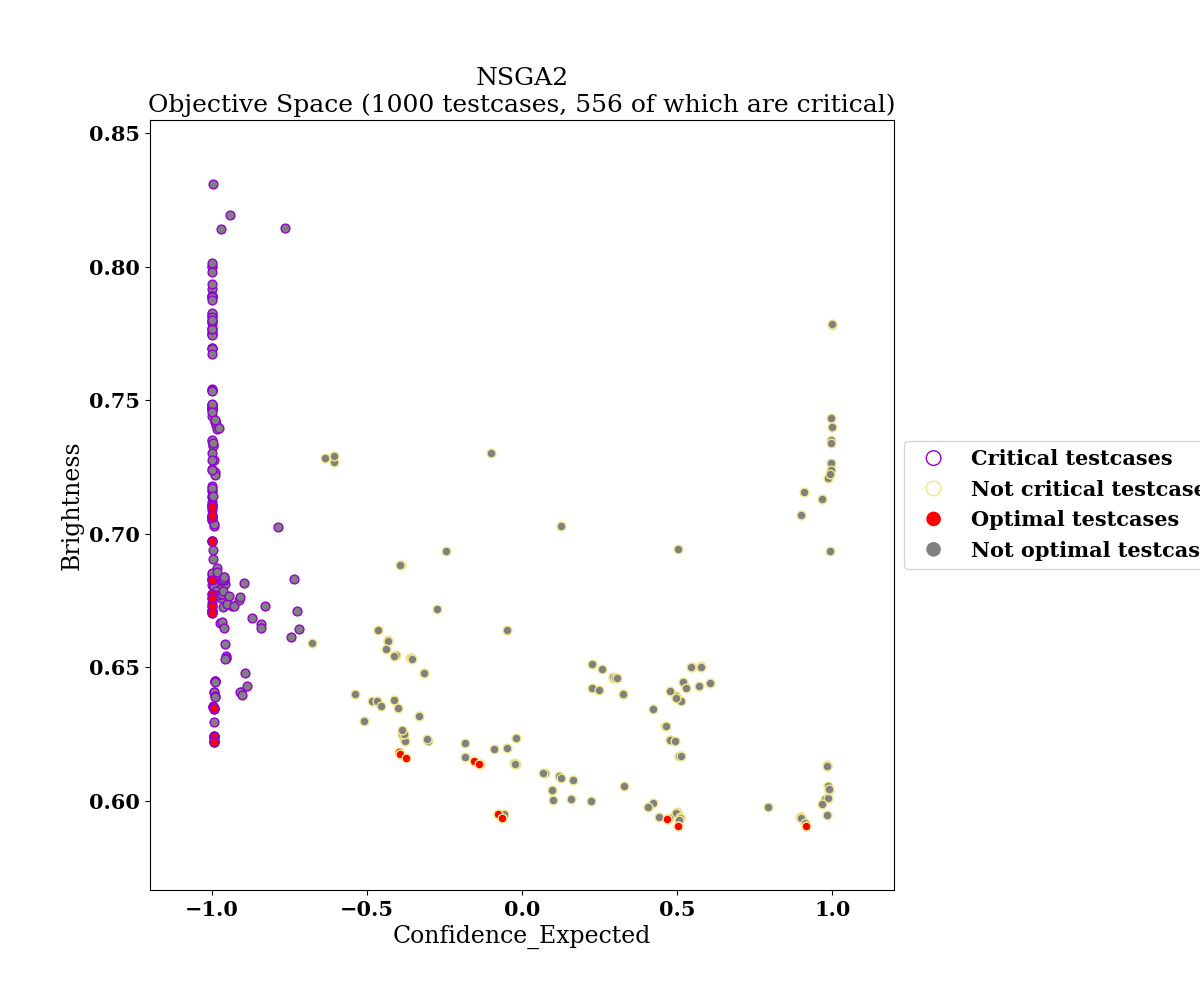 NSGA2
Objective Space (1000 testcases, 556 of which are critical)
0.85
0.80
0.75
0.70
0.65
0.60
Brightness
−1.0
−0.5
0.0
0.5
1.0
Confidence_Expected
Critical testcases
Not critical testcase
Optimal testcases
Not optimal testcas